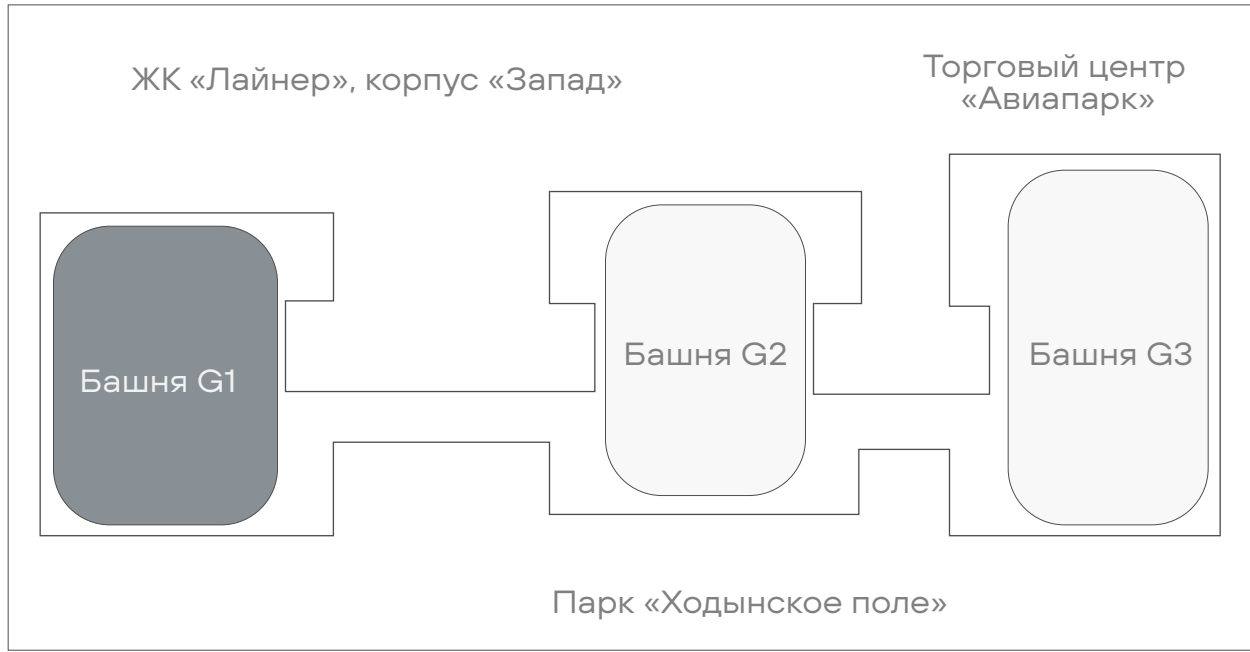 ЖК «Лайнер», корпус «Запад»
Торговый центр
«Авиапарк»
Башня G1
Башня G2
Башня G3
Парк «Ходынское поле»